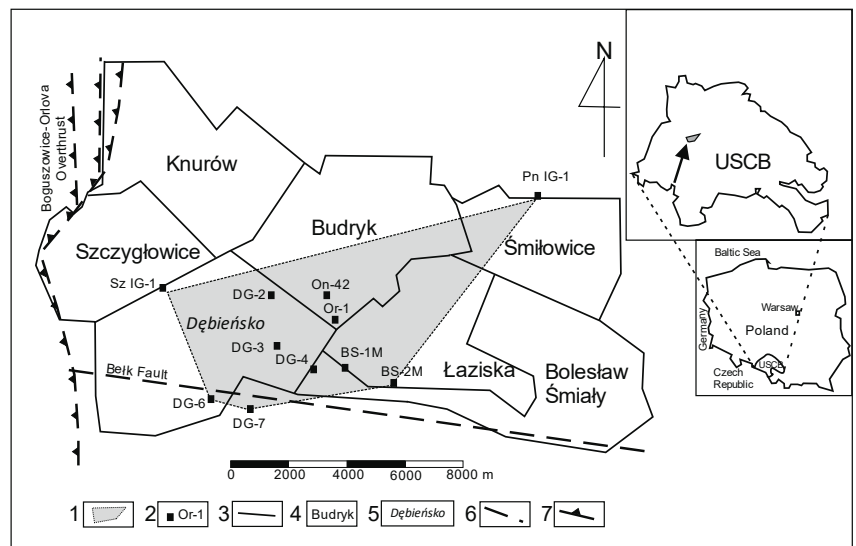 N
Boguszowice-Orlova
Overthrust
Knurów
Pn IG-1
USCB
Budryk
Szczygłowice
Śmiłowice
Baltic Sea
Sz IG-1
On-42
DG-2
Or-1
Warsaw
Dębieńsko
Germany
Poland
DG-3
DG-4
BS-1M
Bełk Fault
BS-2M
Łaziska
Bolesław
Śmiały
USCB
Czech
Republic
DG-6
DG-7
0 2000 4000 6000 8000 m
1 2 Or-1 3 4 Budryk 5 Dębieńsko 6 7